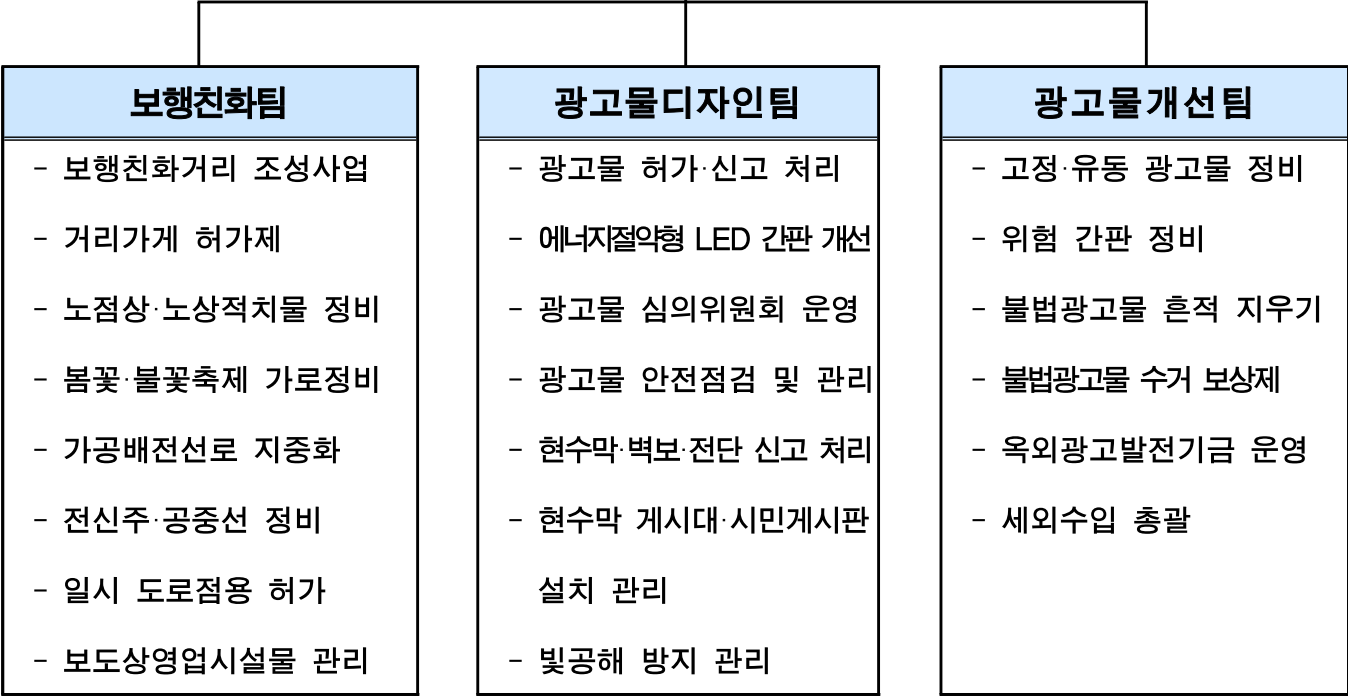 보행친화팀
- 보행친화거리 조성사업
- 거리가게 허가제
- 노점상·노상적치물 정비
- 봄꽃·불꽃축제 가로정비
- 가공배전선로 지중화
- 전신주·공중선 정비
- 일시 도로점용 허가
- 보도상영업시설물 관리
광고물디자인팀
- 광고물 허가·신고 처리
- 에너지절약형 LED 간판 개선
- 광고물 심의위원회 운영
- 광고물 안전점검 및 관리
- 현수막·벽보·전단 신고 처리
- 현수막 게시대·시민게시판
설치 관리
- 빛공해 방지 관리
광고물개선팀
- 고정·유동 광고물 정비
- 위험 간판 정비
- 불법광고물 흔적 지우기
- 불법광고물 수거 보상제
- 옥외광고발전기금 운영
- 세외수입 총괄